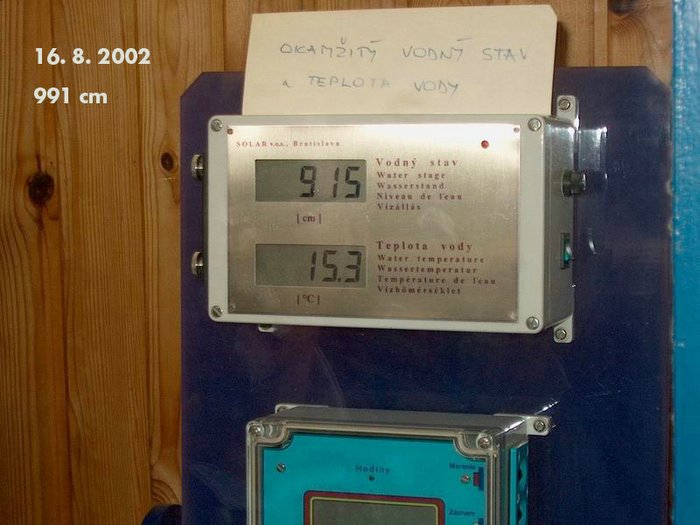 16. 8. 2002
991 cm
OKAMŽITÝ VODNÝ STAV
a TEPLOTA VODY
SOLAR v.o.s., Bratislava
915
[cm]
Vodný stav
Water stage
Wasserstand
Niveau de l'eau
Vízállás
15.3
[°C]
Teplota vody
Water temperature
Wassertemperatur
Température de l'eau
Vízhőmérséklet
Hodiny
Meranie
Záznam